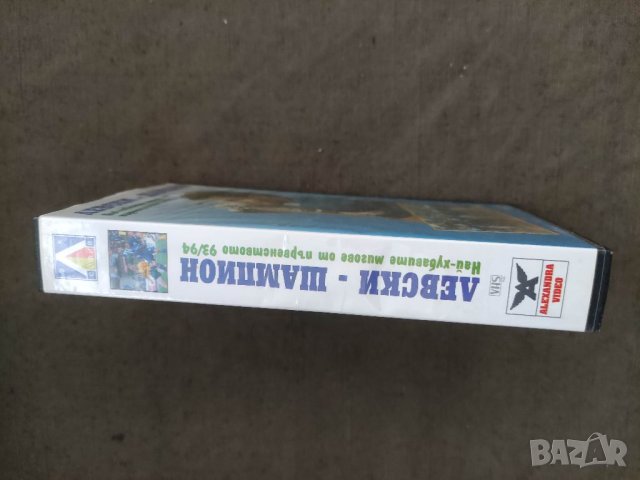 ЛЕВСКИ - ШАМПИОН
Най-хубавите мигове от първенството 93/94
VHS
ALEXANDRA
VIDEO
BAZAR
bg